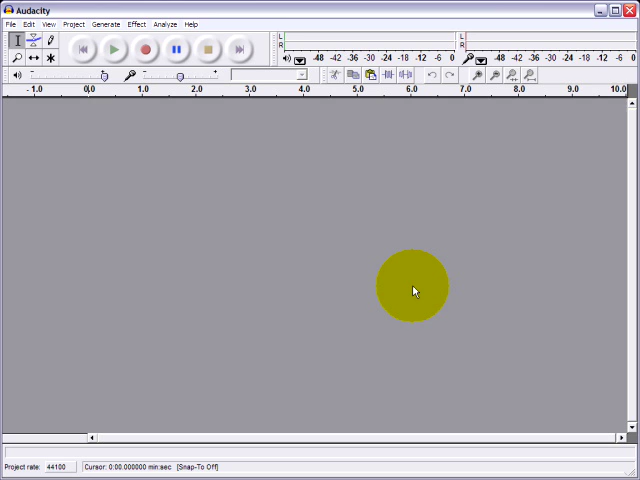 Audacity
File Edit View Project Generate Effect Analyze Help
L
R
-48 -42 -36 -30 -24 -18 -12 -6 0
L
R
-48 -42 -36 -30 -24 -18 -12 -6 0
- +
- +
- 1.0 0.0 1.0 2.0 3.0 4.0 5.0 6.0 7.0 8.0 9.0 10.0
Project rate: 44100 Cursor: 0:00.000000 min:sec [Snap-To Off]